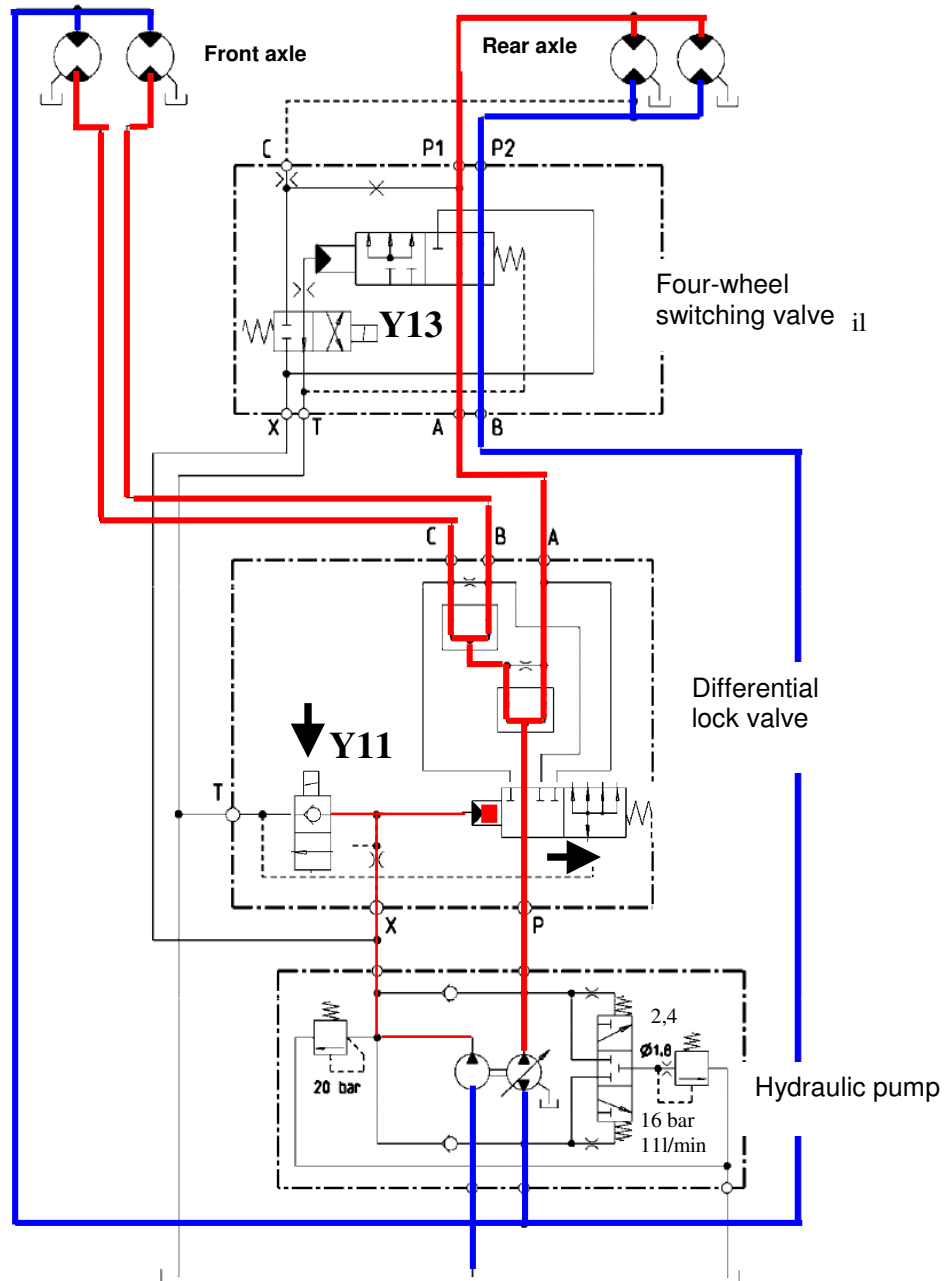 Front axle
Rear axle
C
P1
P2
Four-wheel
switching valve
il
Y13
X
T
A
B
C
B
A
Differential
lock valve
Y11
T
X
P
2,4
Ø1,8
20 bar
Hydraulic pump
16 bar
11l/min